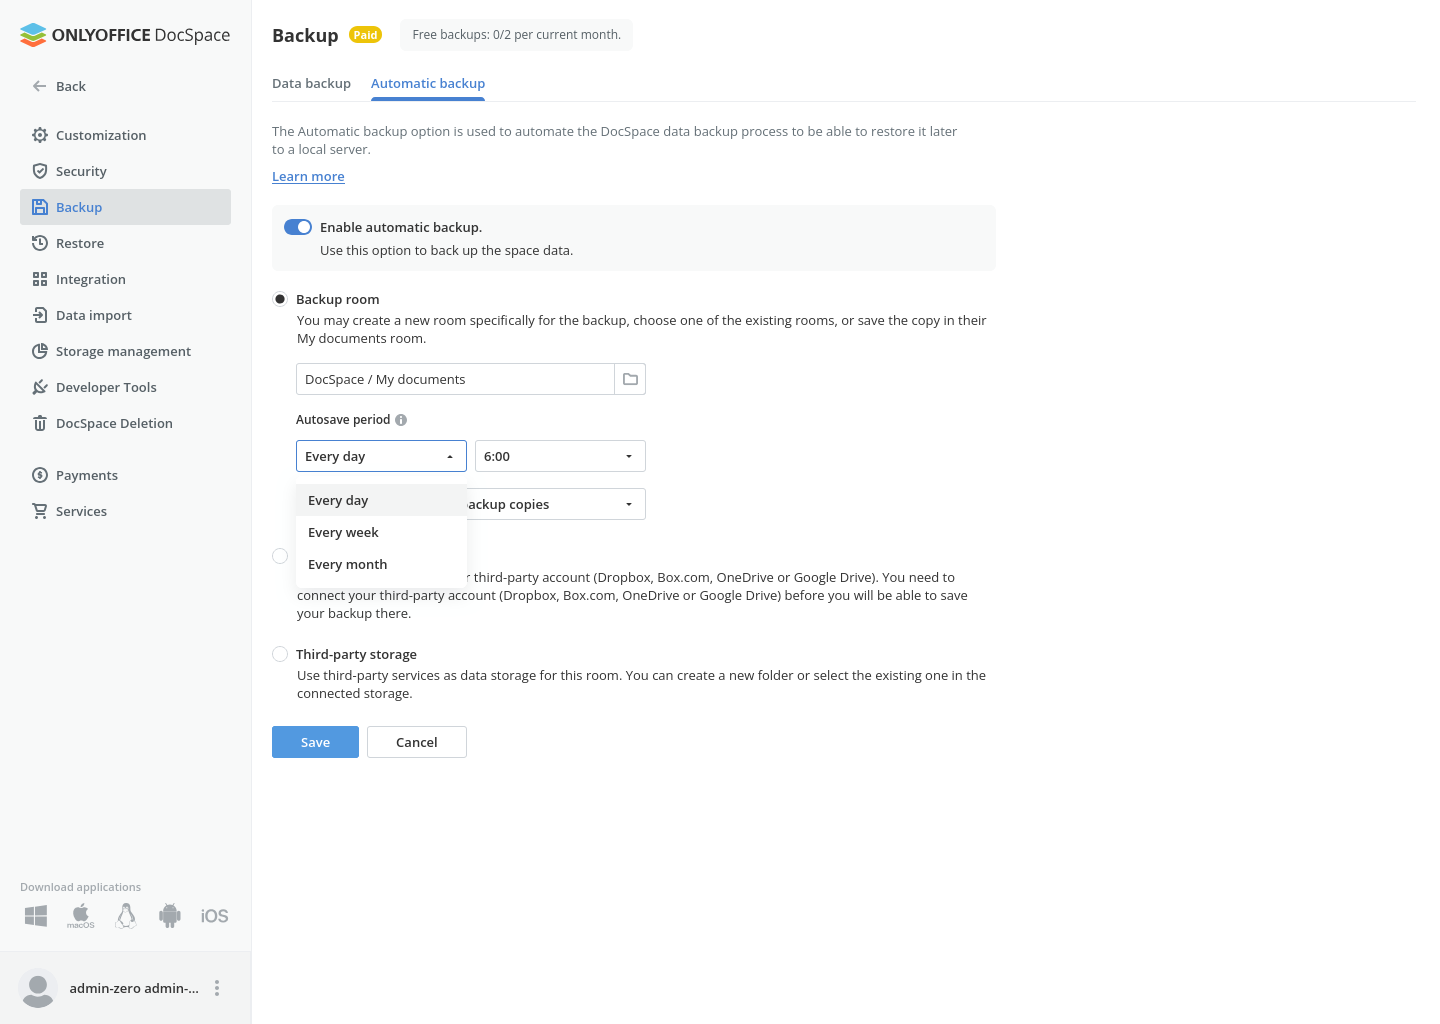 ONLYOFFICE DocSpace
Back
Customization
Security
Backup
Restore
Integration
Data import
Storage management
Developer Tools
DocSpace Deletion
Payments
Services
Download applications
macOS
iOS
admin-zero admin-...
Backup Paid Free backups: 0/2 per current month.
Data backup Automatic backup
The Automatic backup option is used to automate the DocSpace data backup process to be able to restore it later
to a local server.
Learn more
Enable automatic backup.
Use this option to back up the space data.
Backup room
You may create a new room specifically for the backup, choose one of the existing rooms, or save the copy in their
My documents room.
DocSpace / My documents
Autosave period
Every day 6:00
Every day
Every week
Every month
backup copies
third-party account (Dropbox, Box.com, OneDrive or Google Drive). You need to
connect your third-party account (Dropbox, Box.com, OneDrive or Google Drive) before you will be able to save
your backup there.
Third-party storage
Use third-party services as data storage for this room. You can create a new folder or select the existing one in the
connected storage.
Save Cancel